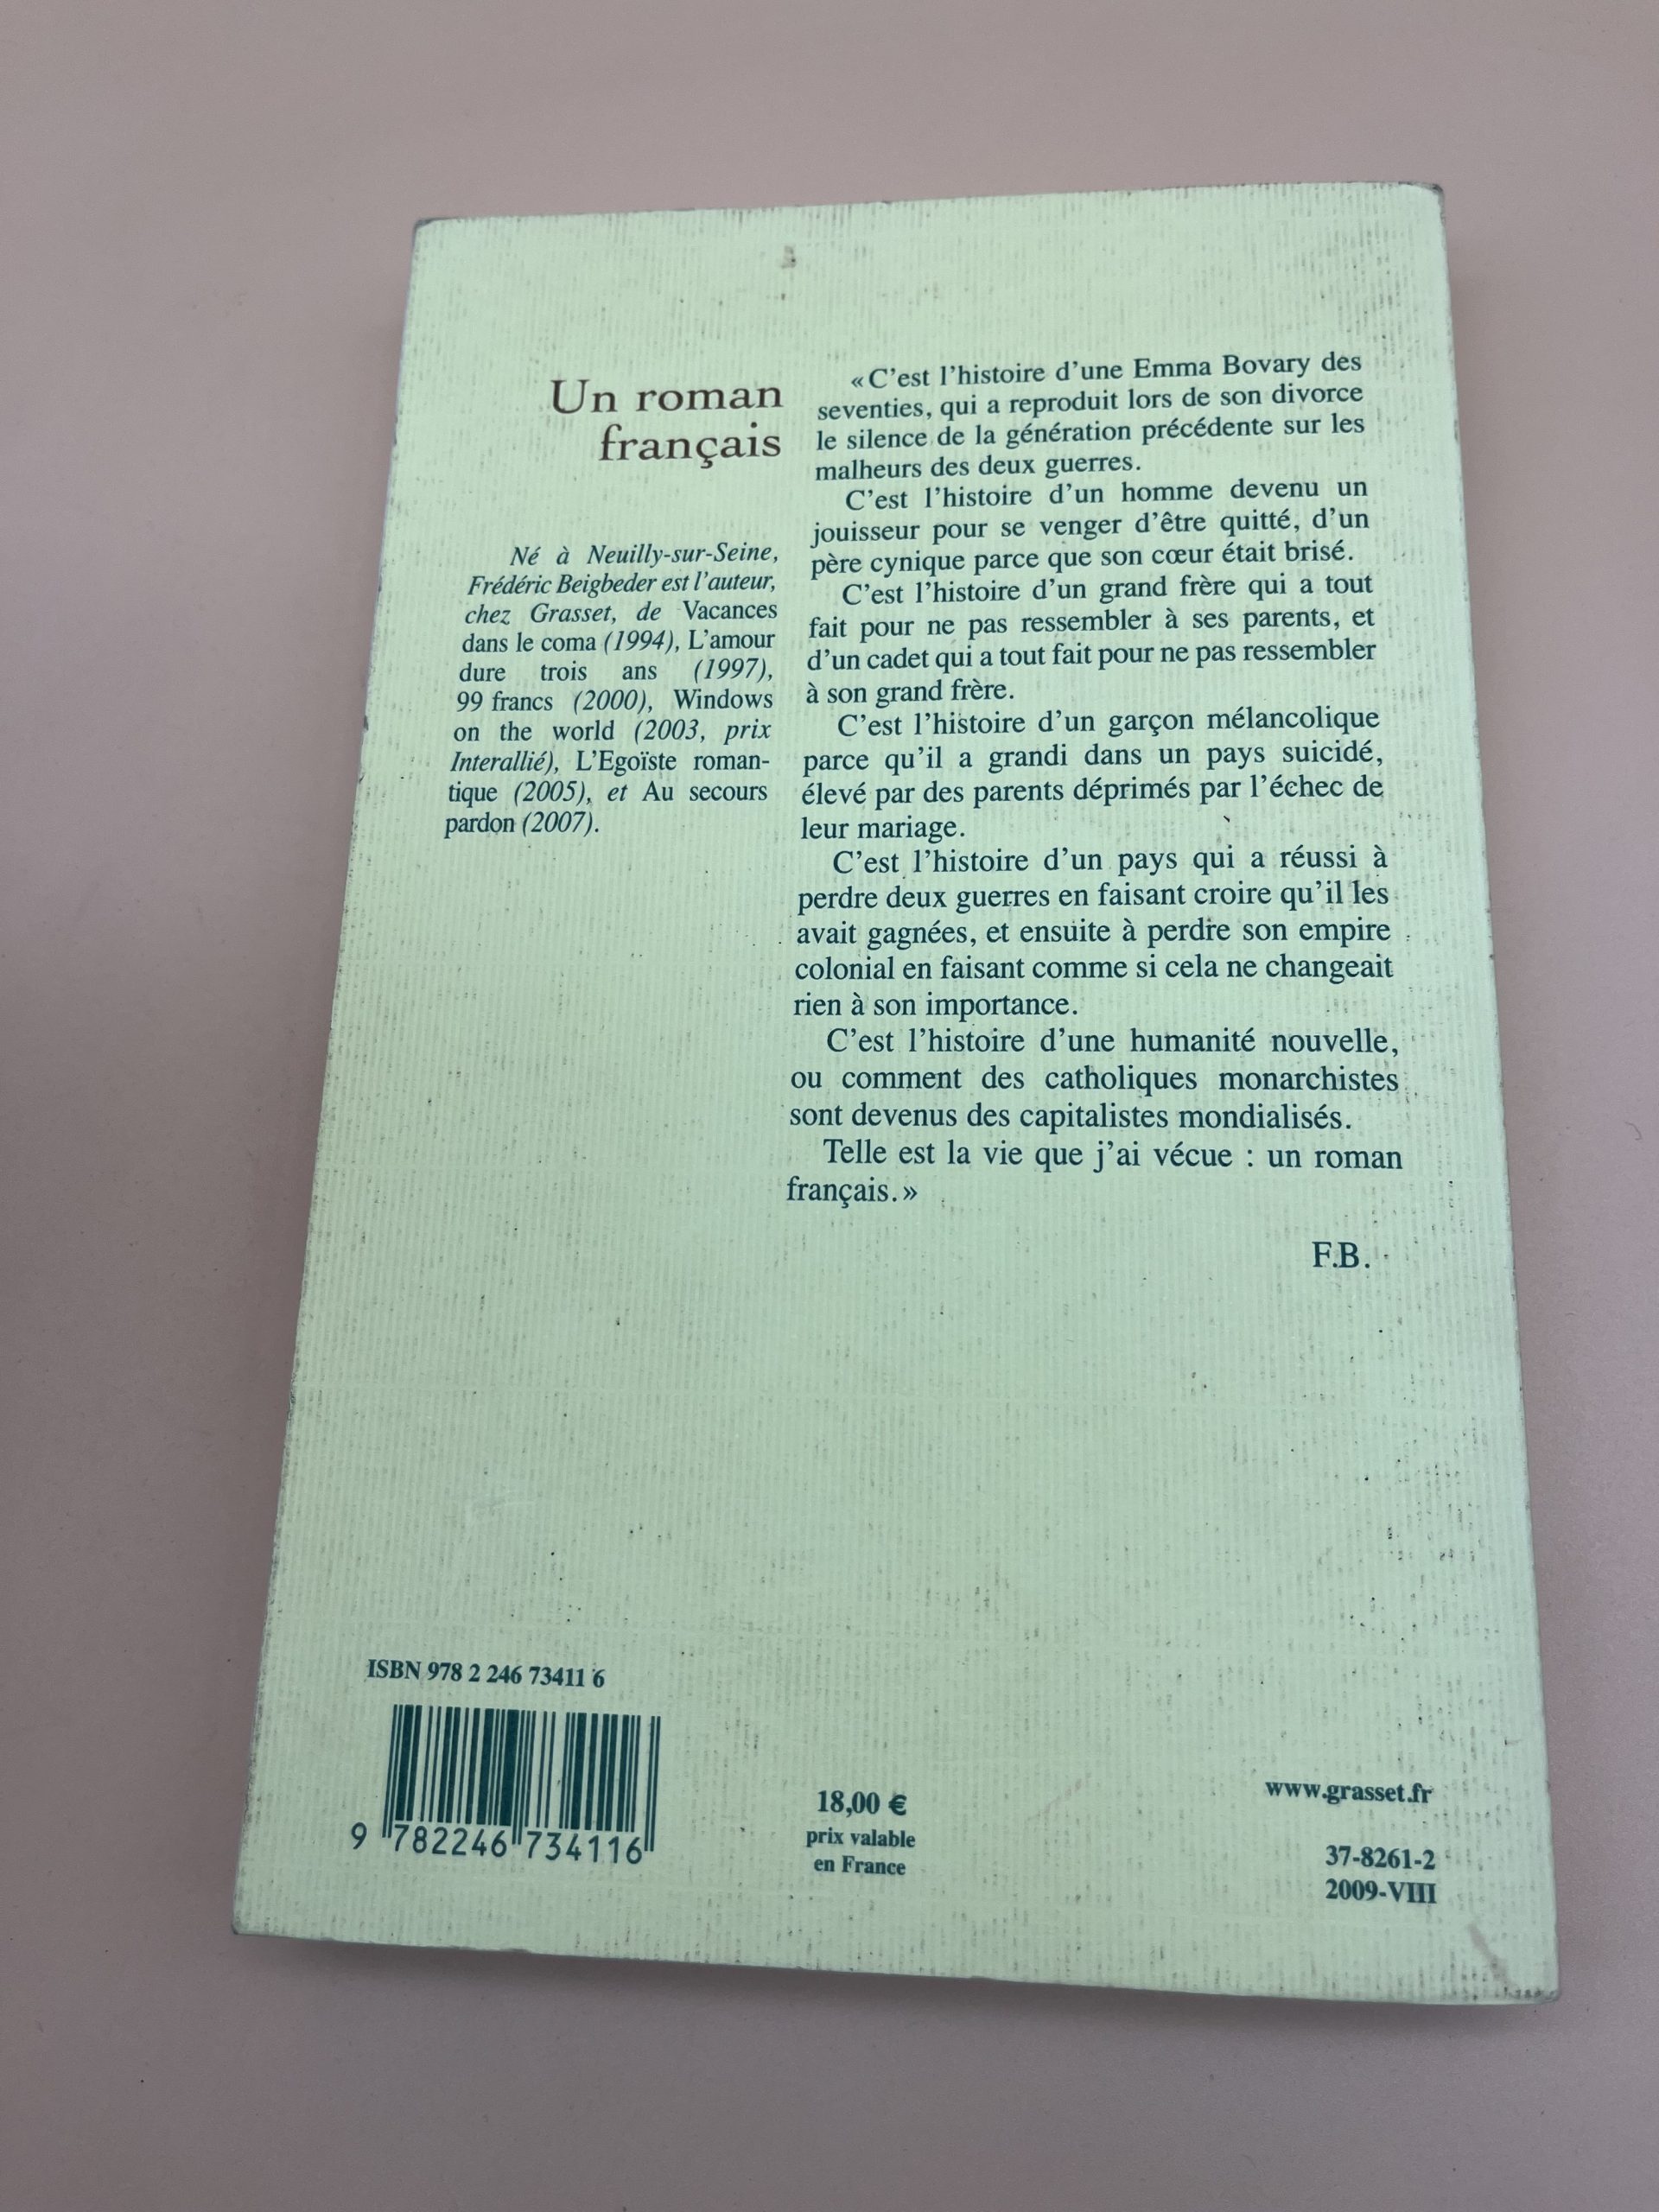 Un roman
français
Né à Neuilly-sur-Seine,
Frédéric Beigbeder est l'auteur,
chez Grasset, de Vacances
dans le coma (1994), L'amour
dure trois ans (1997),
99 francs (2000), Windows
on the world (2003, prix
Interallié), L'Egoïste roman-
tique (2005), et Au secours
pardon (2007).
« C'est l'histoire d'une Emma Bovary des
seventies, qui a reproduit lors de son divorce
le silence de la génération précédente sur les
malheurs des deux guerres.
C'est l'histoire d'un homme devenu un
jouisseur pour se venger d'être quitté, d'un
père cynique parce que son cœur était brisé.
C'est l'histoire d'un grand frère qui a tout
fait pour ne pas ressembler à ses parents, et
d'un cadet qui a tout fait pour ne pas ressembler
à son grand frère.
C'est l'histoire d'un garçon mélancolique
parce qu'il a grandi dans un pays suicidé,
élevé par des parents déprimés par l'échec de
leur mariage.
C'est l'histoire d'un pays qui a réussi à
perdre deux guerres en faisant croire qu'il les
avait gagnées, et ensuite à perdre son empire
colonial en faisant comme si cela ne changeait
rien à son importance.
C'est l'histoire d'une humanité nouvelle,
ou comment des catholiques monarchistes
sont devenus des capitalistes mondialisés.
Telle est la vie que j'ai vécue : un roman
français. »
F.B.
ISBN 978 2 246 73411 6
9 782246 734116
18,00 €
prix valable
en France
www.grasset.fr
37-8261-2
2009-VIII